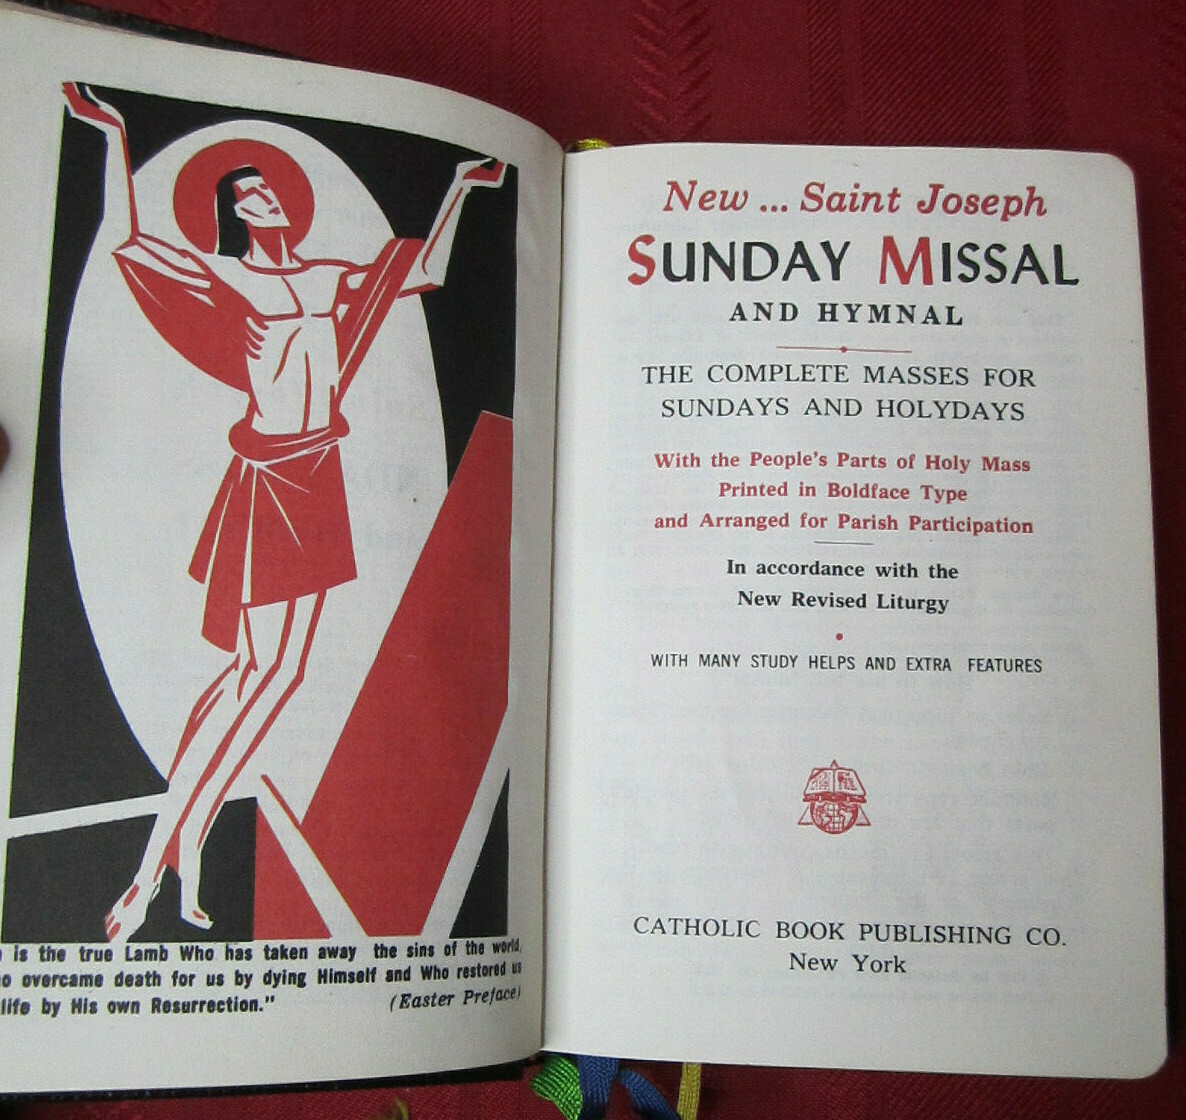 is the true Lamb Who has taken away the sins of the world,
overcame death for us by dying Himself and Who restored us
life by His own Resurrection."
(Easter Preface)
New ... Saint Joseph
SUNDAY MISSAL
AND HYMNAL
THE COMPLETE MASSES FOR
SUNDAYS AND HOLYDAYS
With the People's Parts of Holy Mass
Printed in Boldface Type
and Arranged for Parish Participation
In accordance with the
New Revised Liturgy
WITH MANY STUDY HELPS AND EXTRA FEATURES
CATHOLIC BOOK PUBLISHING CO.
New York